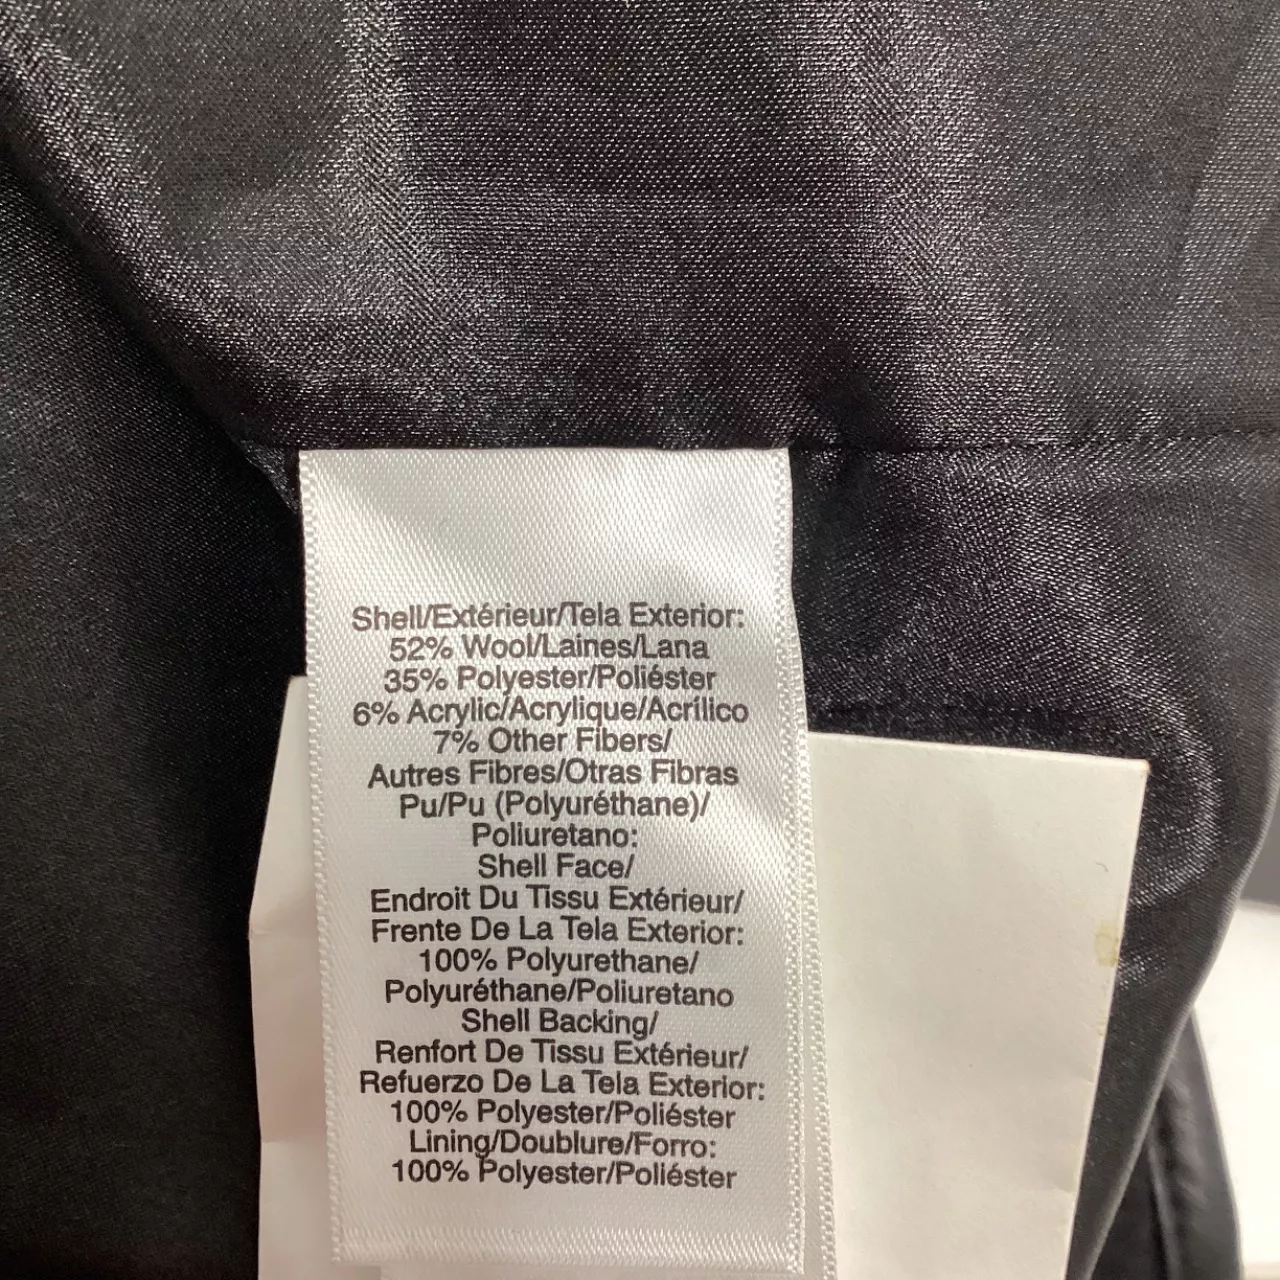 Shell/Extérieur/Tela Exterior:
52% Wool/Laines/Lana
35% Polyester/Poliéster
6% Acrylic/Acrylique/Acrílico
7% Other Fibers/
Autres Fibres/Otras Fibras
Pu/Pu (Polyuréthane)/
Poliuretano:
Shell Face/
Endroit Du Tissu Extérieur/
Frente De La Tela Exterior:
100% Polyurethane/
Polyuréthane/Poliuretano
Shell Backing/
Renfort De Tissu Extérieur/
Refuerzo De La Tela Exterior:
100% Polyester/Poliéster
Lining/Doublure/Forro:
100% Polyester/Poliéster